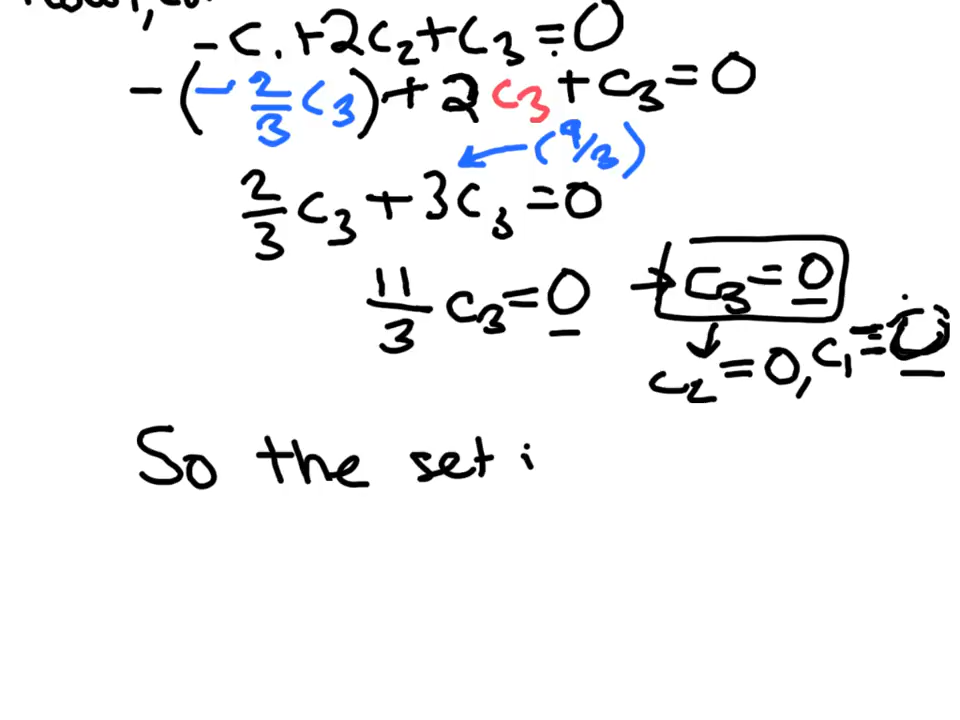 -c₁+2c₂+c₃=0
-(-2/3 c₃)+2c₃+c₃=0
(9/3)
2/3 c₃+3c₃=0
11/3 c₃=0 → c₃=0
c₂=0, c₁=0
So the set i